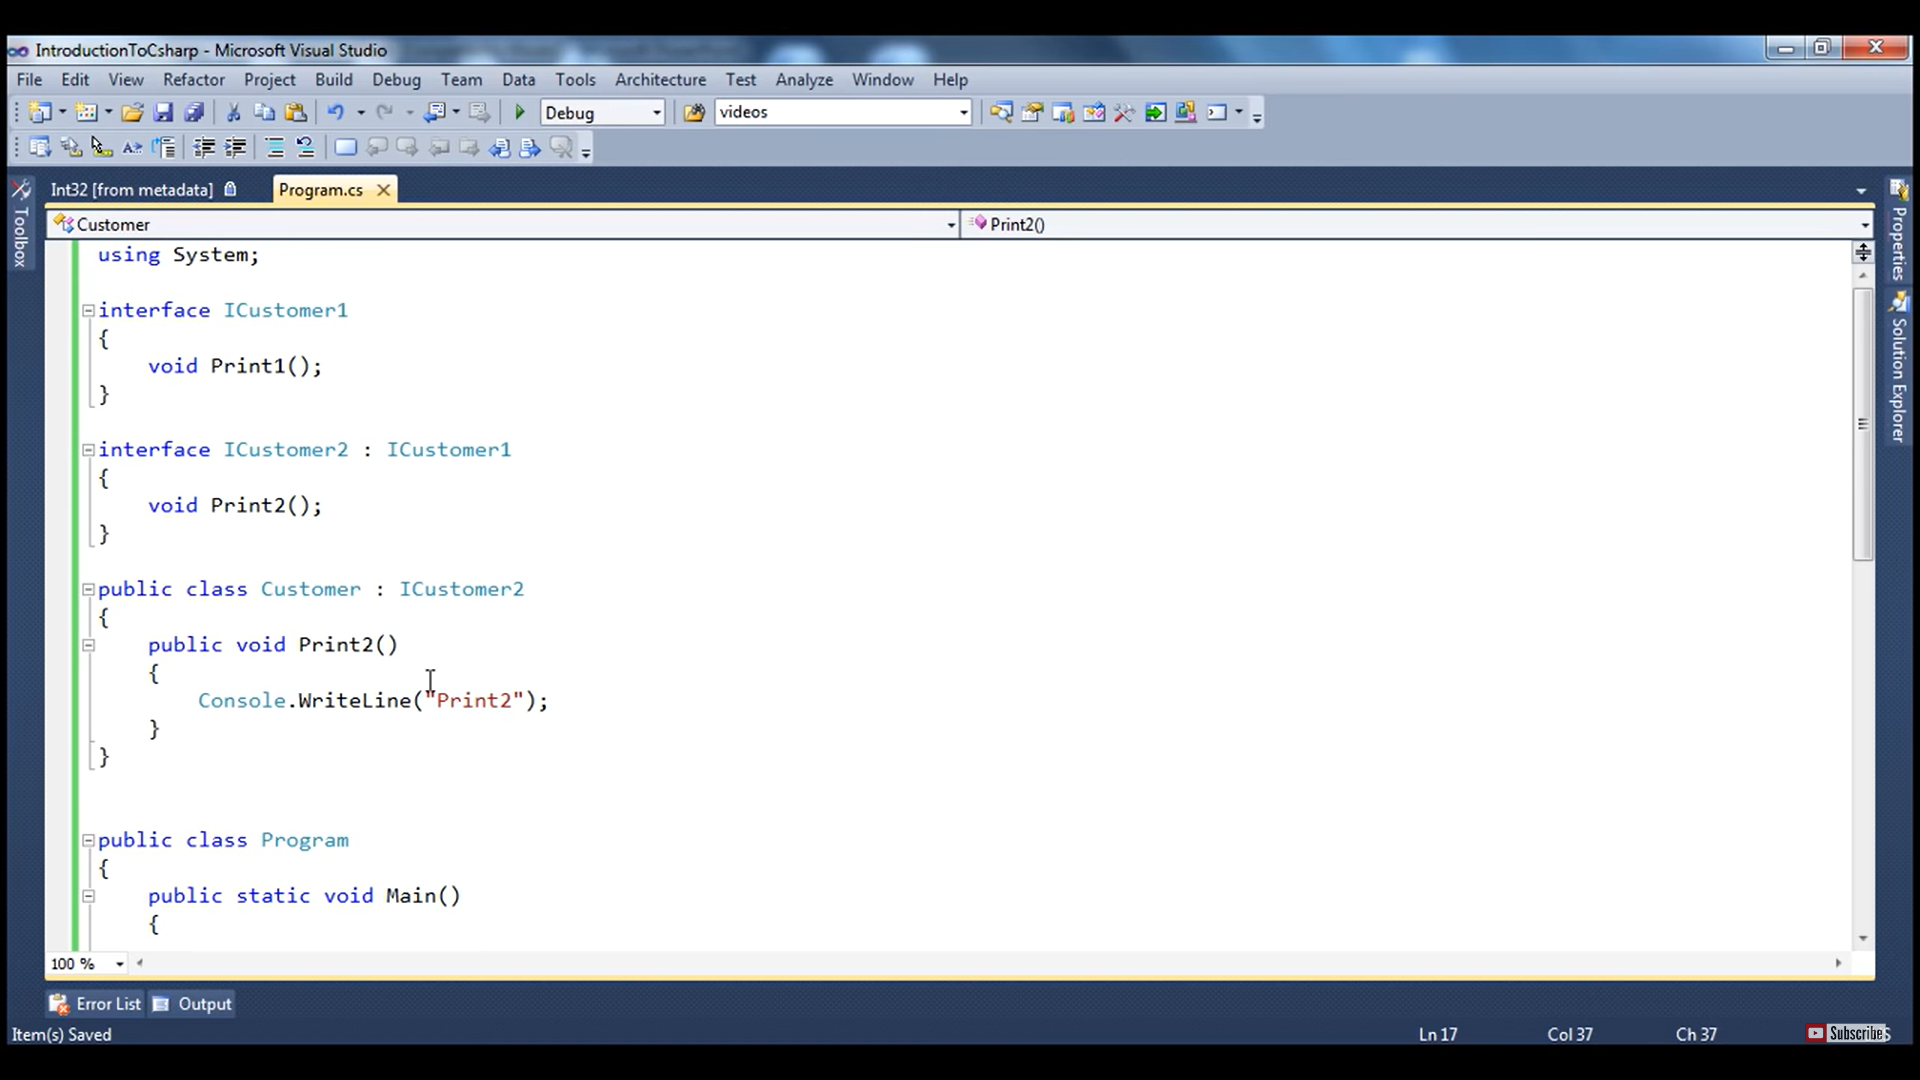 IntroductionToCsharp - Microsoft Visual Studio
File Edit View Refactor Project Build Debug Team Data Tools Architecture Test Analyze Window Help
Debug videos
Toolbox
Int32 [from metadata] Program.cs
Customer Print2()
using System;
interface ICustomer1
{
void Print1();
}
interface ICustomer2 : ICustomer1
{
void Print2();
}
public class Customer : ICustomer2
{
public void Print2()
{
Console.WriteLine("Print2");
}
}
public class Program
{
public static void Main()
{
100 %
Properties
Solution Explorer
Error List Output
Item(s) Saved Ln 17 Col 37 Ch 37
Subscribe